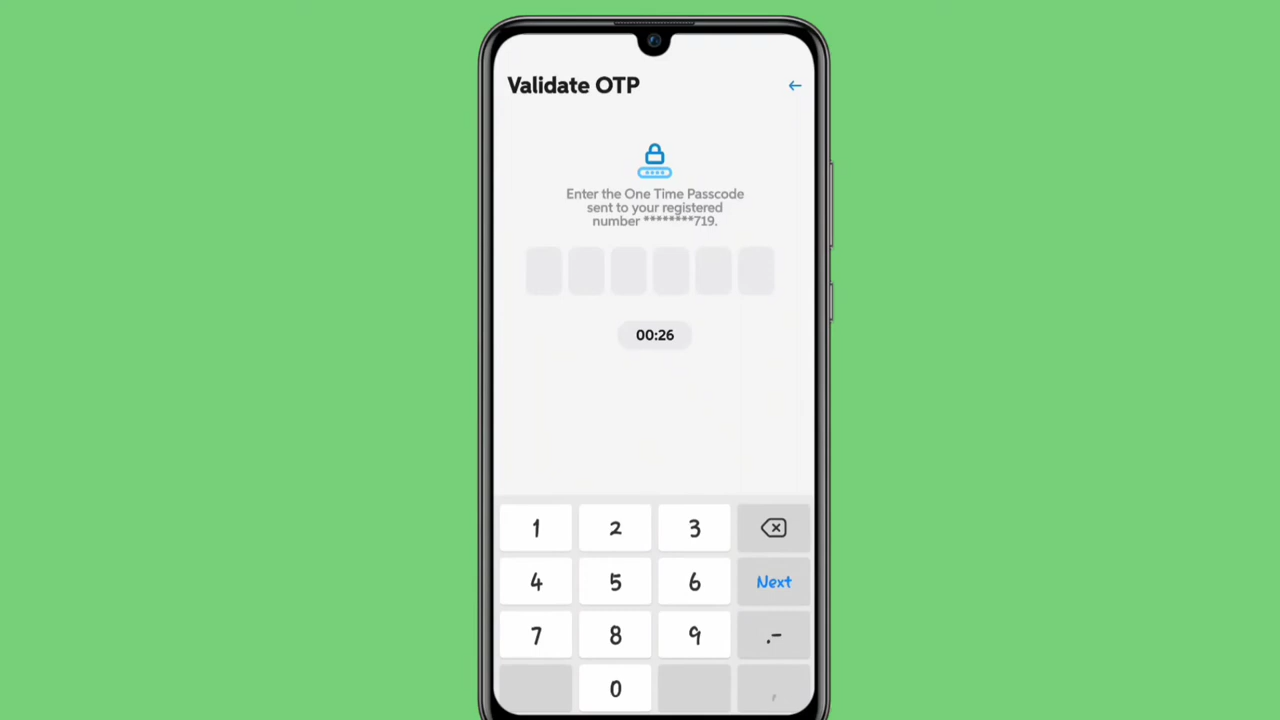 Validate OTP
Enter the One Time Passcode
sent to your registered
number ********719.
00:26
1 2 3
4 5 6 Next
7 8 9 .-
0 ,